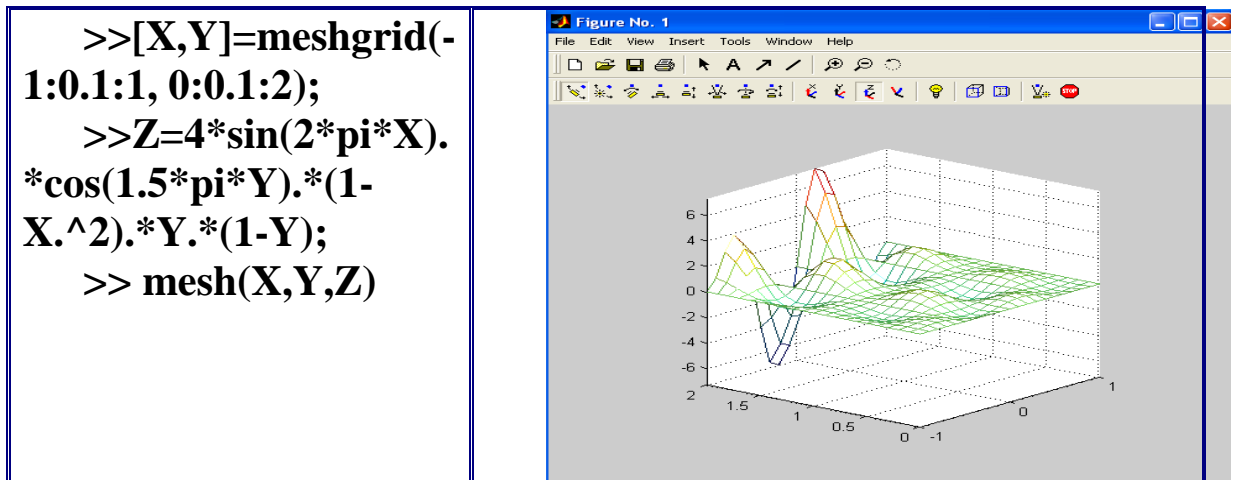 >>[X,Y]=meshgrid(-
1:0.1:1, 0:0.1:2);
>>Z=4*sin(2*pi*X).
*cos(1.5*pi*Y).*(1-
X.^2).*Y.*(1-Y);
>> mesh(X,Y,Z)
Figure No. 1
File Edit View Insert Tools Window Help
A
STOP
6
4
2
0
-2
-4
-6
2
1.5
1
0.5
0
-1
0
1